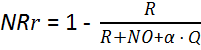 NRr = 1 - R / R+NO+α · Q